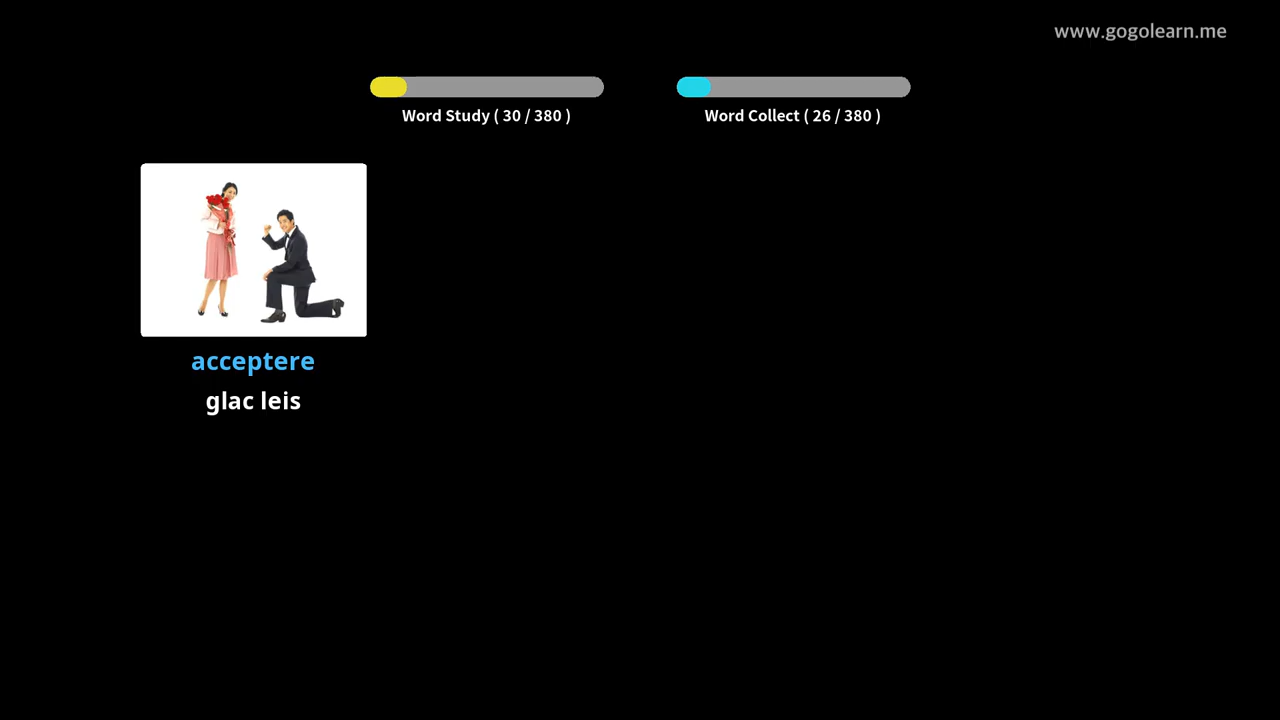 www.gogolearn.me
Word Study ( 30 / 380 )
Word Collect ( 26 / 380 )
acceptere
glac leis